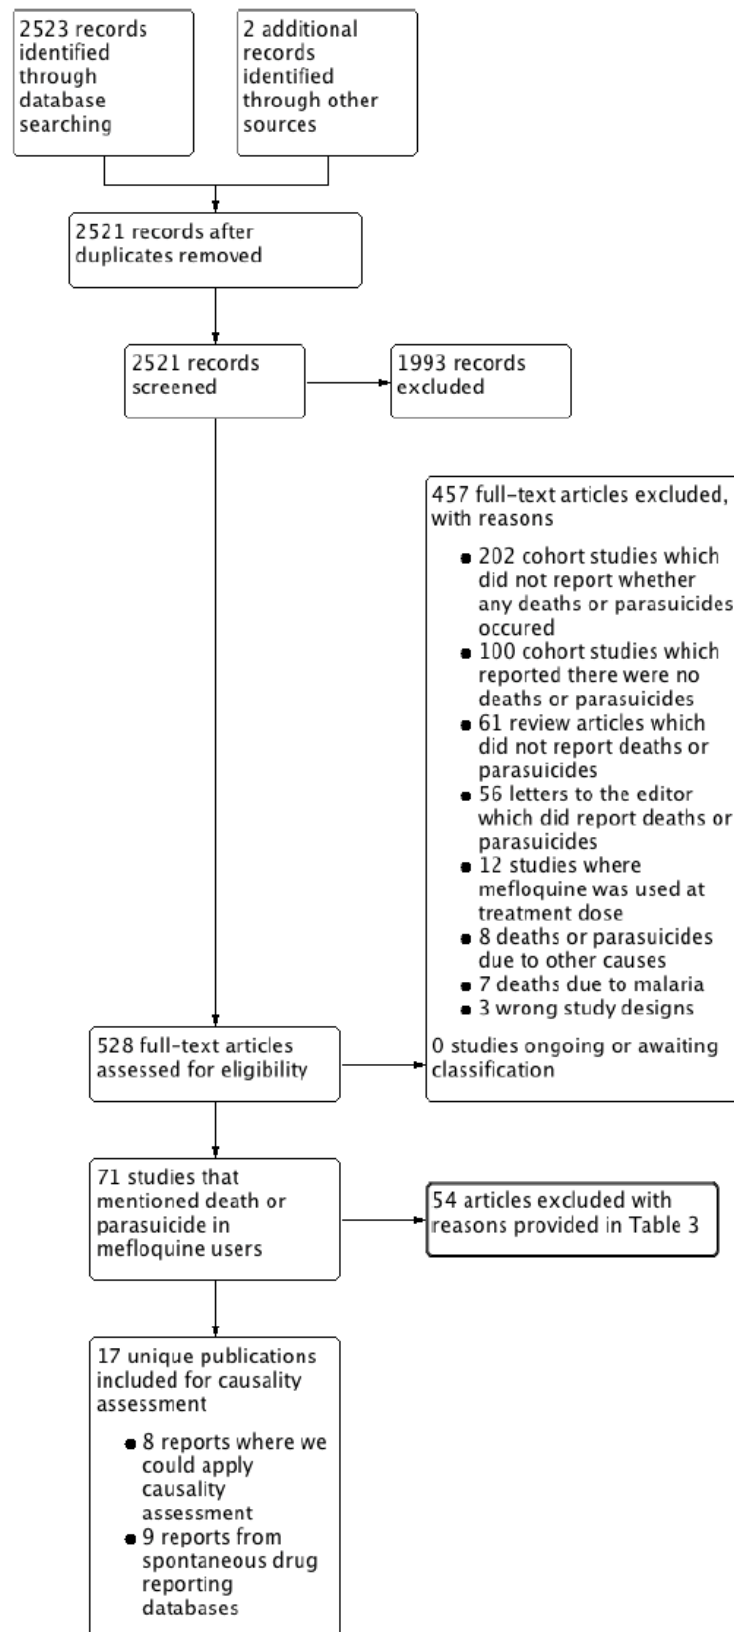 2523 records
identified
through
database
searching
2 additional
records
identified
through other
sources
2521 records after
duplicates removed
2521 records
screened
1993 records
excluded
457 full-text articles excluded,
with reasons
● 202 cohort studies which
did not report whether
any deaths or parasuicides
occured
● 100 cohort studies which
reported there were no
deaths or parasuicides
● 61 review articles which
did not report deaths or
parasuicides
● 56 letters to the editor
which did report deaths or
parasuicides
● 12 studies where
mefloquine was used at
treatment dose
● 8 deaths or parasuicides
due to other causes
● 7 deaths due to malaria
● 3 wrong study designs
0 studies ongoing or awaiting
classification
528 full-text articles
assessed for eligibility
71 studies that
mentioned death or
parasuicide in
mefloquine users
54 articles excluded with
reasons provided in Table 3
17 unique publications
included for causality
assessment
● 8 reports where we
could apply
causality
assessment
● 9 reports from
spontaneous drug
reporting
databases